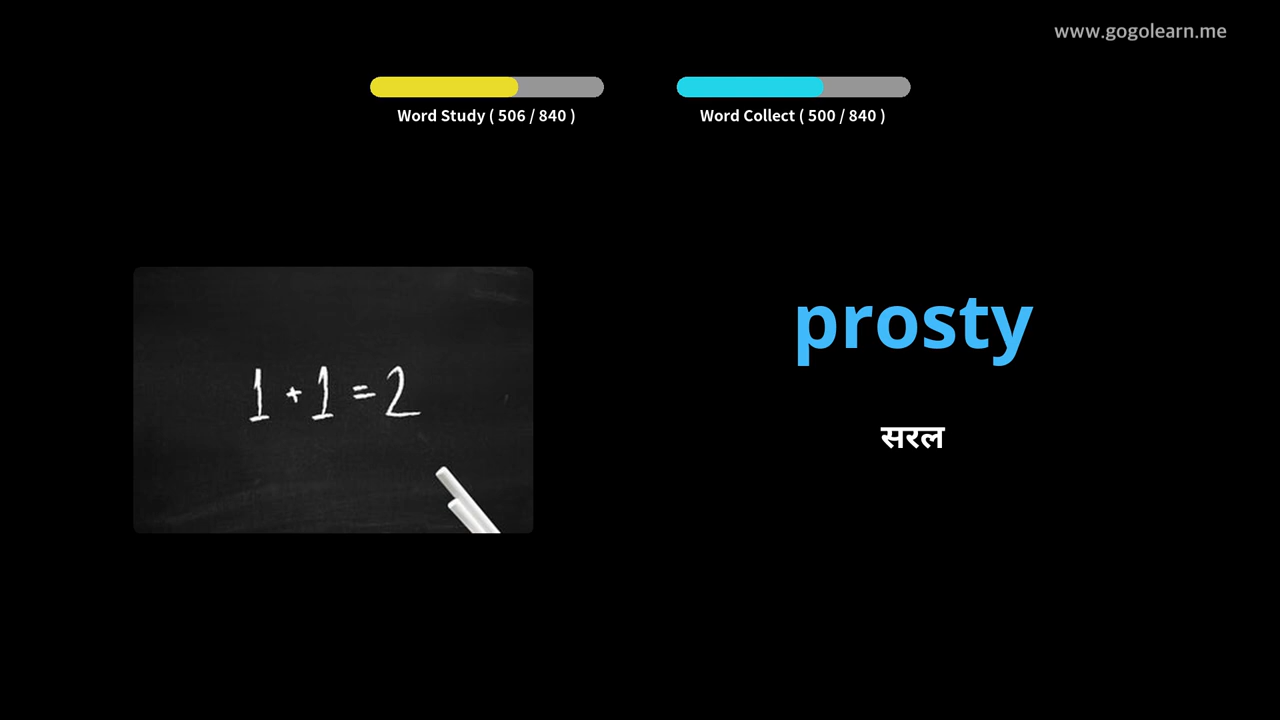 www.gogolearn.me
Word Study ( 506 / 840 )
Word Collect ( 500 / 840 )
1 + 1 = 2
prosty
सरल